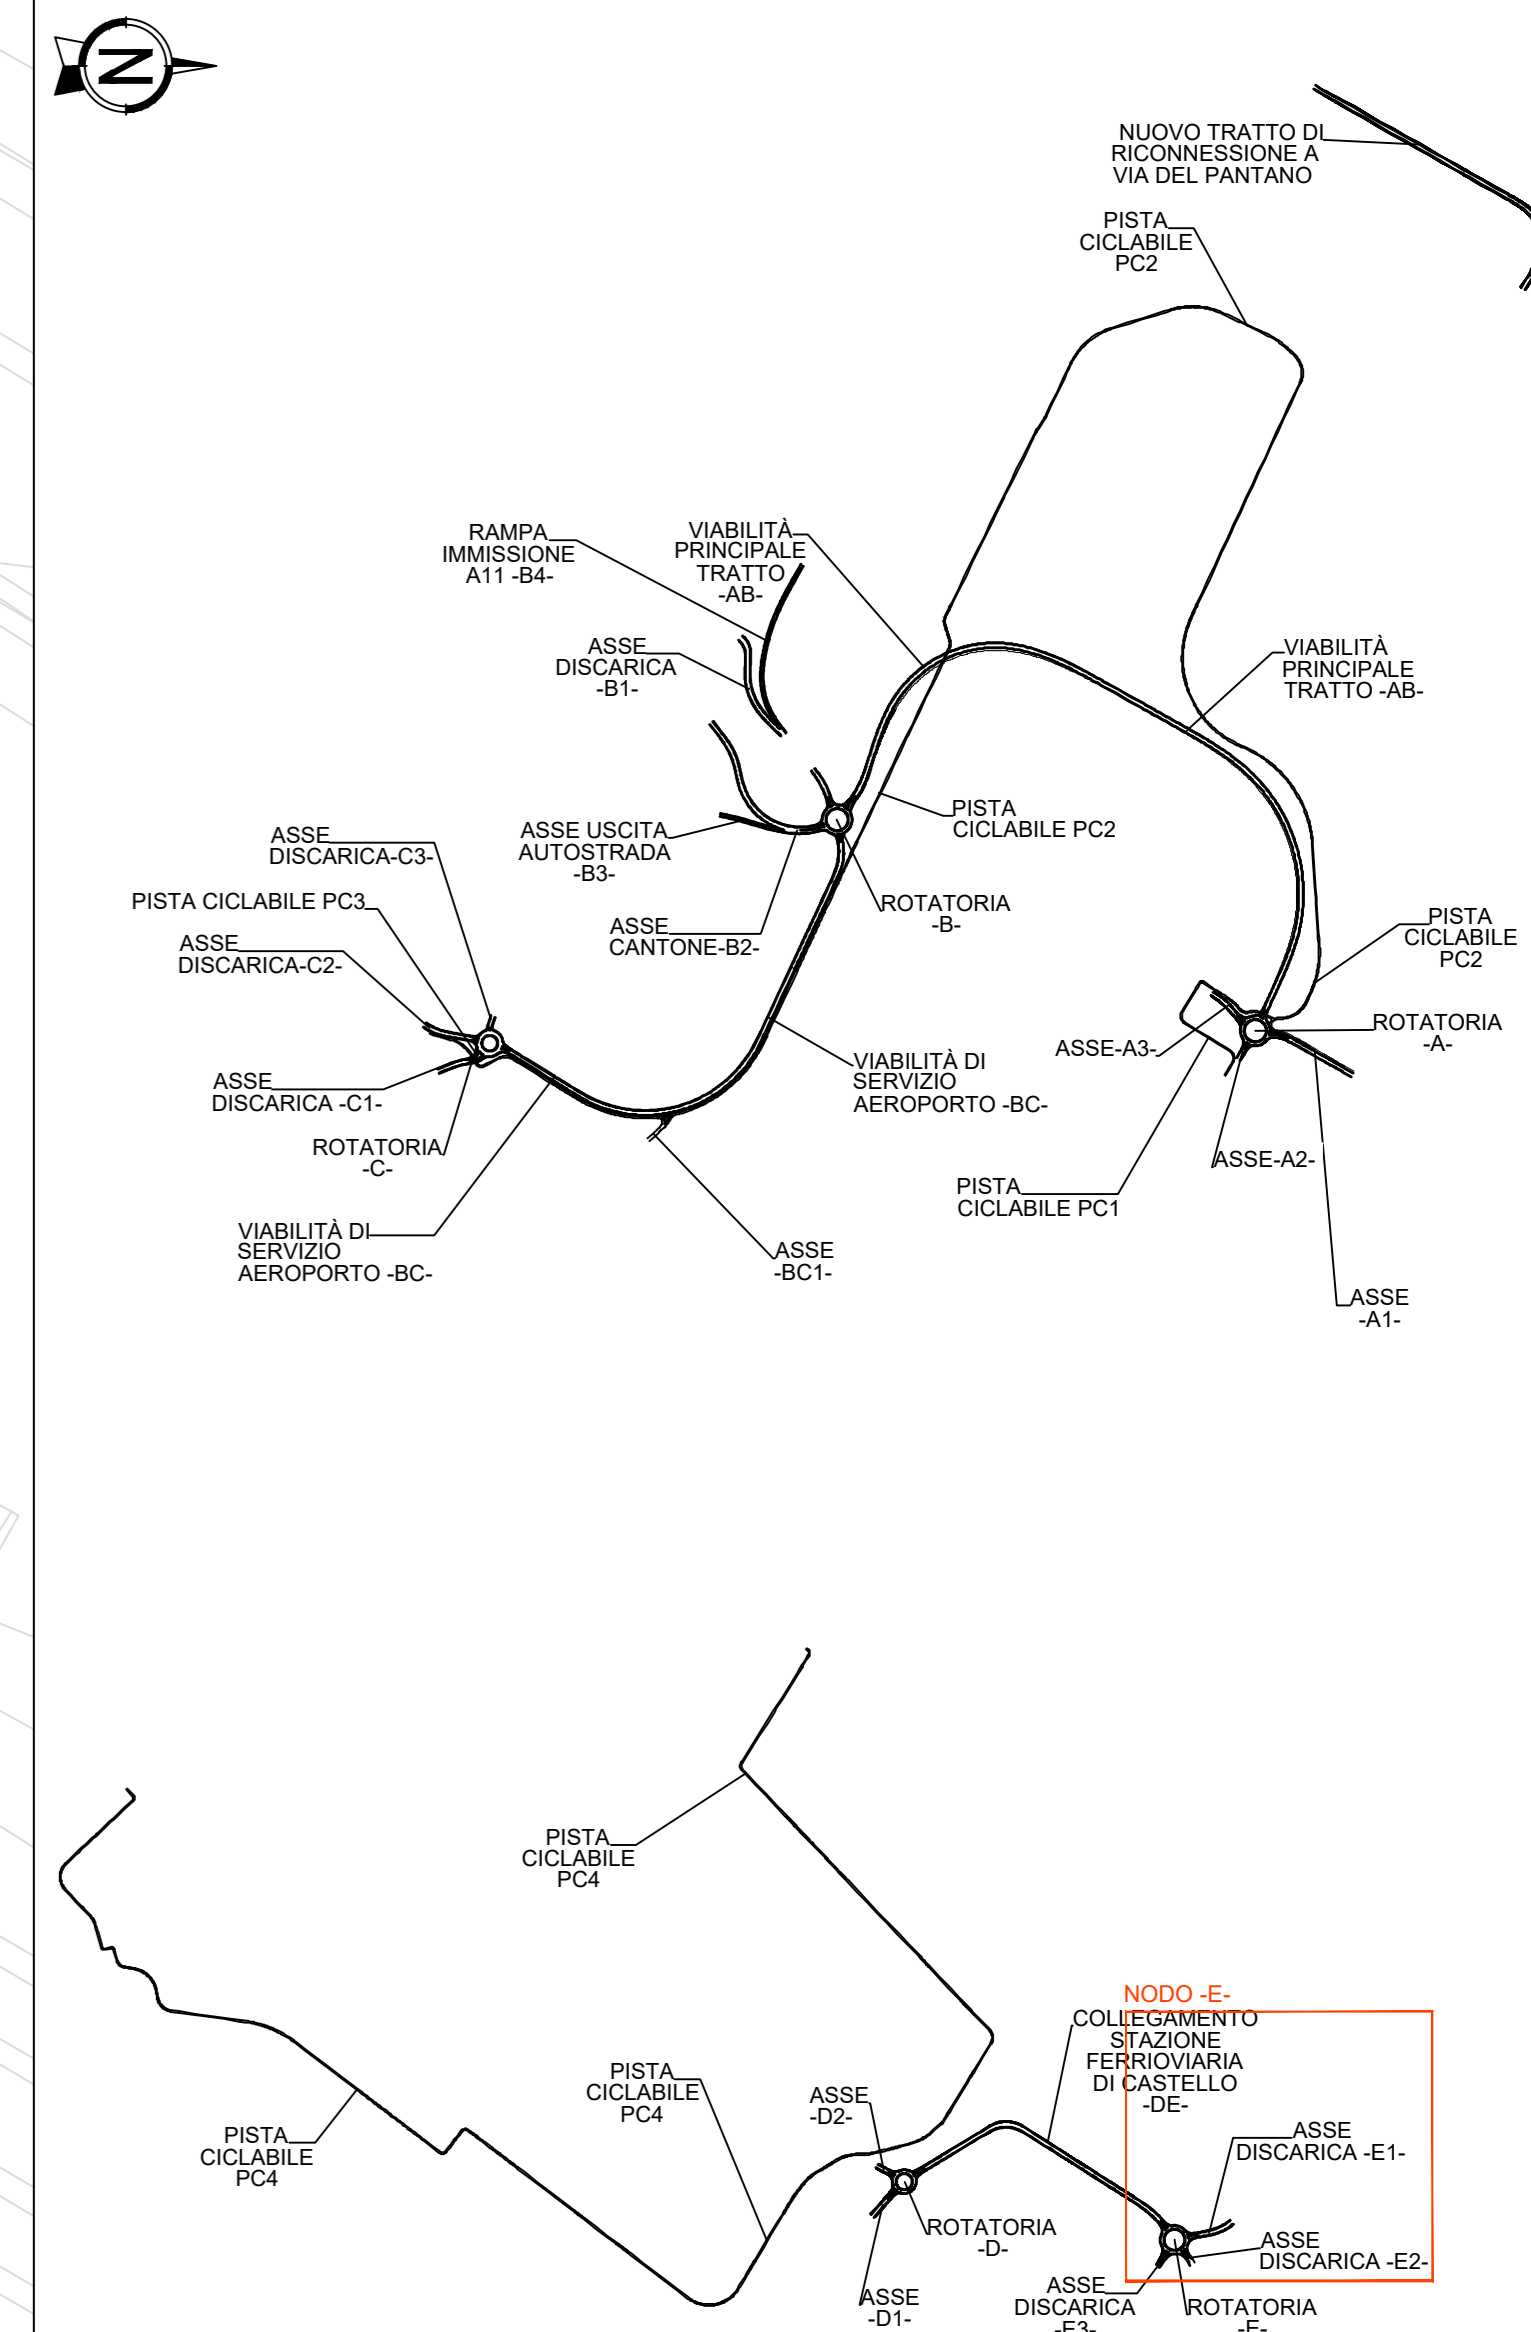 N
NUOVO TRATTO DI
RICONNESSIONE A
VIA DEL PANTANO
PISTA
CICLABILE
PC2
RAMPA
IMMISSIONE
A11 -B4-
VIABILITÀ
PRINCIPALE
TRATTO
-AB-
ASSE
DISCARICA
-B1-
VIABILITÀ
PRINCIPALE
TRATTO -AB-
PISTA
CICLABILE PC2
ASSE USCITA
AUTOSTRADA
-B3-
ASSE
DISCARICA-C3-
PISTA CICLABILE PC3
ROTATORIA
-B-
ASSE
CANTONE-B2-
PISTA
CICLABILE
PC2
ASSE
DISCARICA-C2-
ROTATORIA
-A-
ASSE-A3-
VIABILITÀ DI
SERVIZIO
AEROPORTO -BC-
ASSE
DISCARICA -C1-
ROTATORIA
-C-
ASSE-A2-
PISTA
CICLABILE PC1
VIABILITÀ DI
SERVIZIO
AEROPORTO -BC-
ASSE
-BC1-
ASSE
-A1-
PISTA
CICLABILE
PC4
NODO -E-
COLLEGAMENTO
STAZIONE
FERRIOVIARIA
DI CASTELLO
-DE-
PISTA
CICLABILE
PC4
ASSE
-D2-
PISTA
CICLABILE
PC4
ASSE
DISCARICA -E1-
ROTATORIA
-D-
ASSE
DISCARICA -E2-
ASSE
-D1-
ASSE
DISCARICA
-E3-
ROTATORIA
-E-